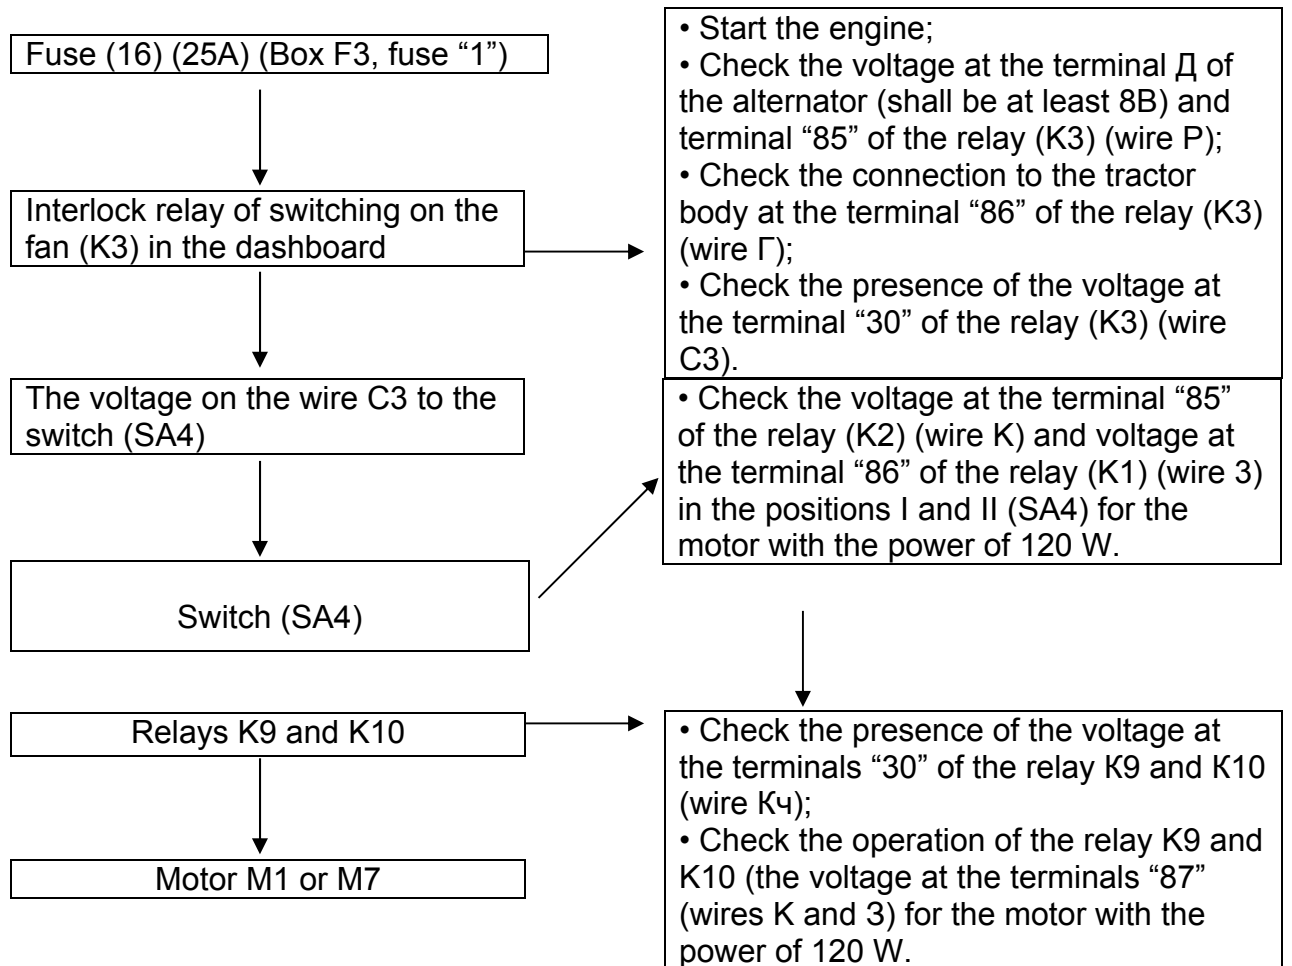 Fuse (16) (25A) (Box F3, fuse “1”)
Interlock relay of switching on the
fan (K3) in the dashboard
The voltage on the wire C3 to the
switch (SA4)
Switch (SA4)
Relays K9 and K10
Motor M1 or M7
• Start the engine;
• Check the voltage at the terminal Д of
the alternator (shall be at least 8В) and
terminal “85” of the relay (K3) (wire Р);
• Check the connection to the tractor
body at the terminal “86” of the relay (K3)
(wire Г);
• Check the presence of the voltage at
the terminal “30” of the relay (K3) (wire
C3).
• Check the voltage at the terminal “85”
of the relay (K2) (wire K) and voltage at
the terminal “86” of the relay (K1) (wire 3)
in the positions I and II (SA4) for the
motor with the power of 120 W.
• Check the presence of the voltage at
the terminals “30” of the relay К9 and К10
(wire Кч);
• Check the operation of the relay K9 and
K10 (the voltage at the terminals “87”
(wires K and З) for the motor with the
power of 120 W.